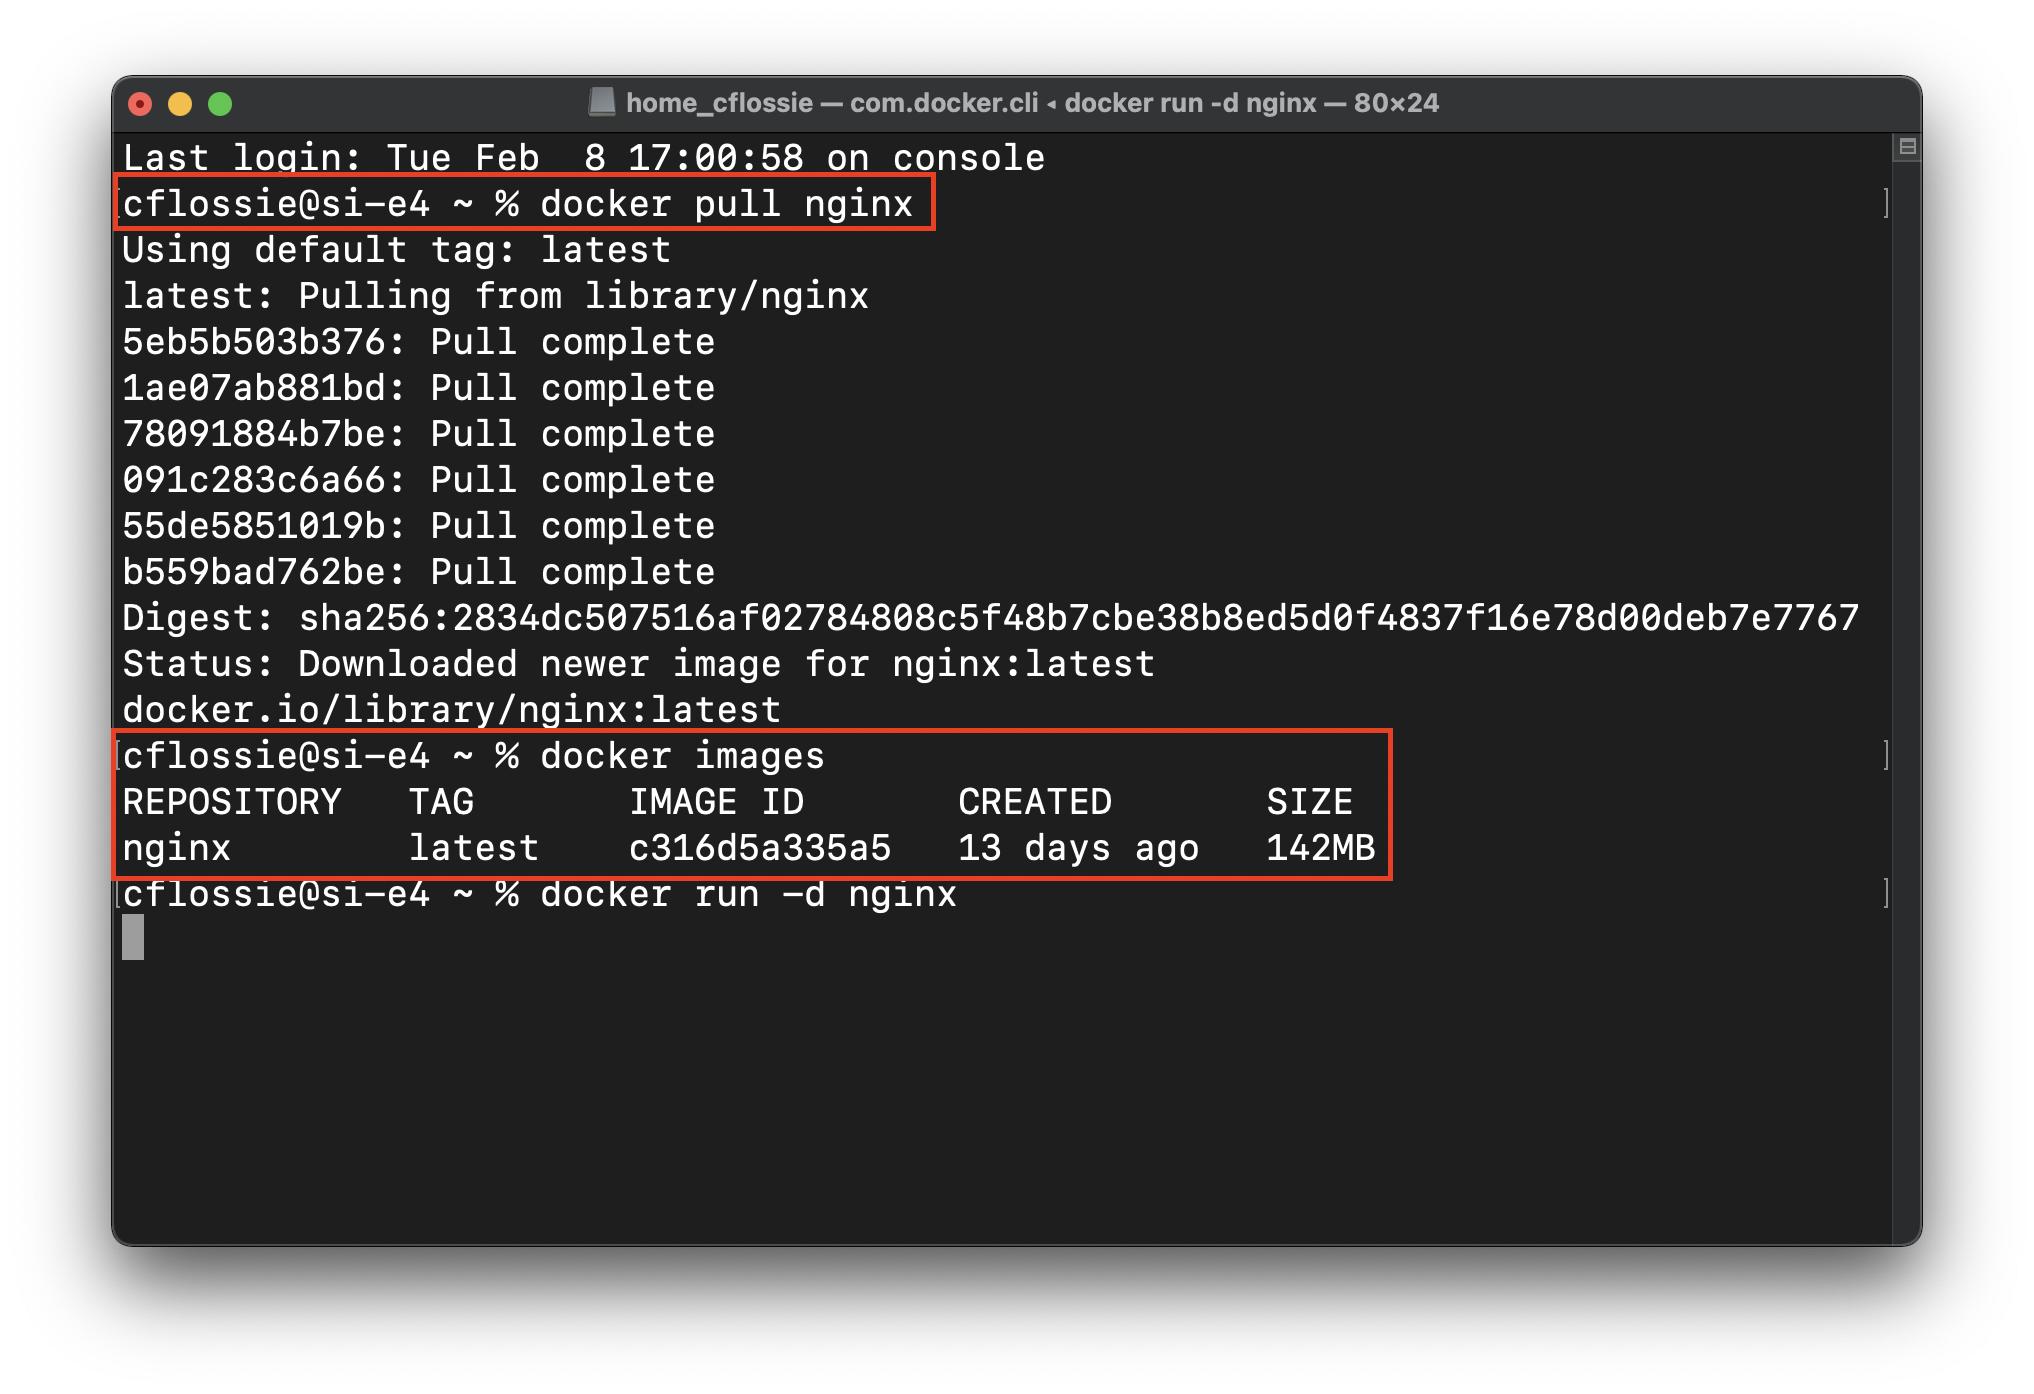 home_cflossie — com.docker.cli ◂ docker run -d nginx — 80×24
Last login: Tue Feb  8 17:00:58 on console
cflossie@si-e4 ~ % docker pull nginx
Using default tag: latest
latest: Pulling from library/nginx
5eb5b503b376: Pull complete
1ae07ab881bd: Pull complete
78091884b7be: Pull complete
091c283c6a66: Pull complete
55de5851019b: Pull complete
b559bad762be: Pull complete
Digest: sha256:2834dc507516af02784808c5f48b7cbe38b8ed5d0f4837f16e78d00deb7e7767
Status: Downloaded newer image for nginx:latest
docker.io/library/nginx:latest
cflossie@si-e4 ~ % docker images
REPOSITORY   TAG       IMAGE ID       CREATED       SIZE
nginx        latest    c316d5a335a5   13 days ago   142MB
cflossie@si-e4 ~ % docker run -d nginx